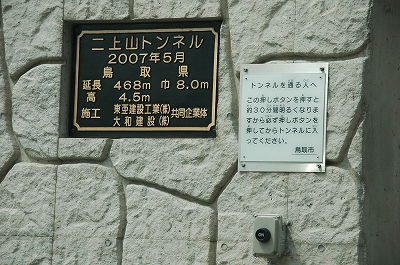 二上山トンネル
2007年5月
鳥取県
延長 468m 巾 8.0m
高 4.5m
施工 東亜建設工業(株) 共同企業体
大和建設(株)
トンネルを通る人へ
この押しボタンを押すと
約30分間明るくなりま
すから必ず押しボタンを
押してからトンネルに入
ってください。
鳥取市